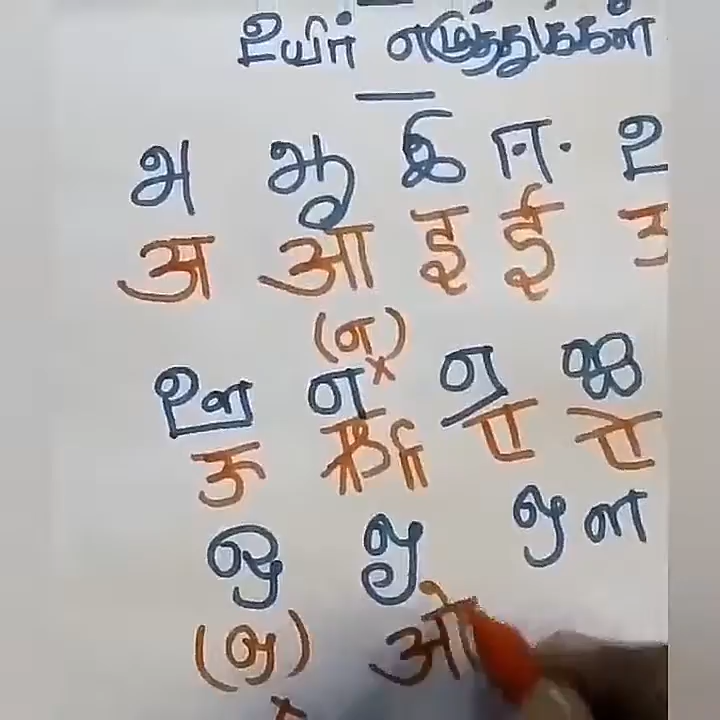 உயிர் எழுத்துக்கள்
அ ஆ இ ஈ உ
अ आ इ ई उ
(எ)
ஊ எ ஏ ஐ
ऊ ए ऐ
ஒ ஓ ஔ
(ஒ) ओ